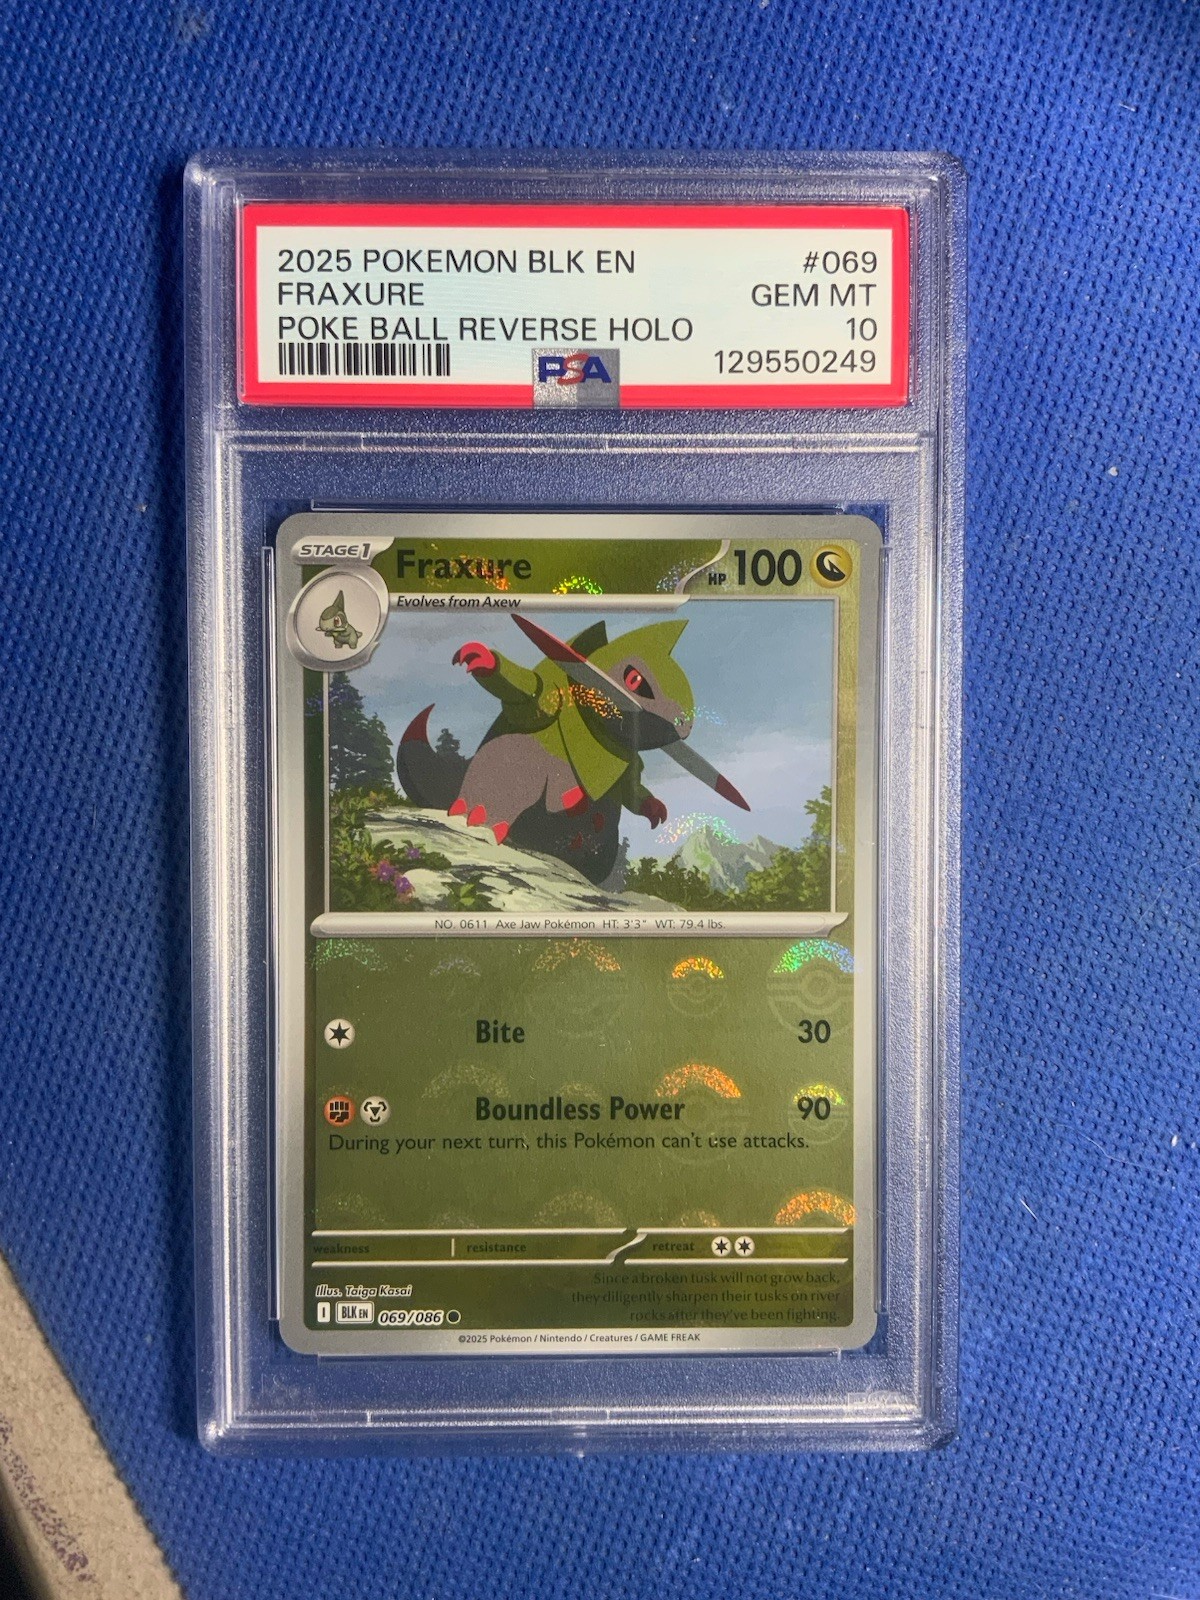 2025 POKEMON BLK EN #069
FRAXURE GEM MT
POKE BALL REVERSE HOLO 10
PSA 129550249
STAGE 1 Fraxure HP 100
Evolves from Axew
NO. 0611 Axe Jaw Pokémon HT: 3'3" WT: 79.4 lbs.
Bite 30
Boundless Power 90
During your next turn, this Pokémon can't use attacks.
weakness resistance retreat
Since a broken tusk will not grow back,
they diligently sharpen their tusks on river
rocks after they've been fighting.
Illus. Taiga Kasai
I BLK EN 069/086
©2025 Pokémon / Nintendo / Creatures / GAME FREAK